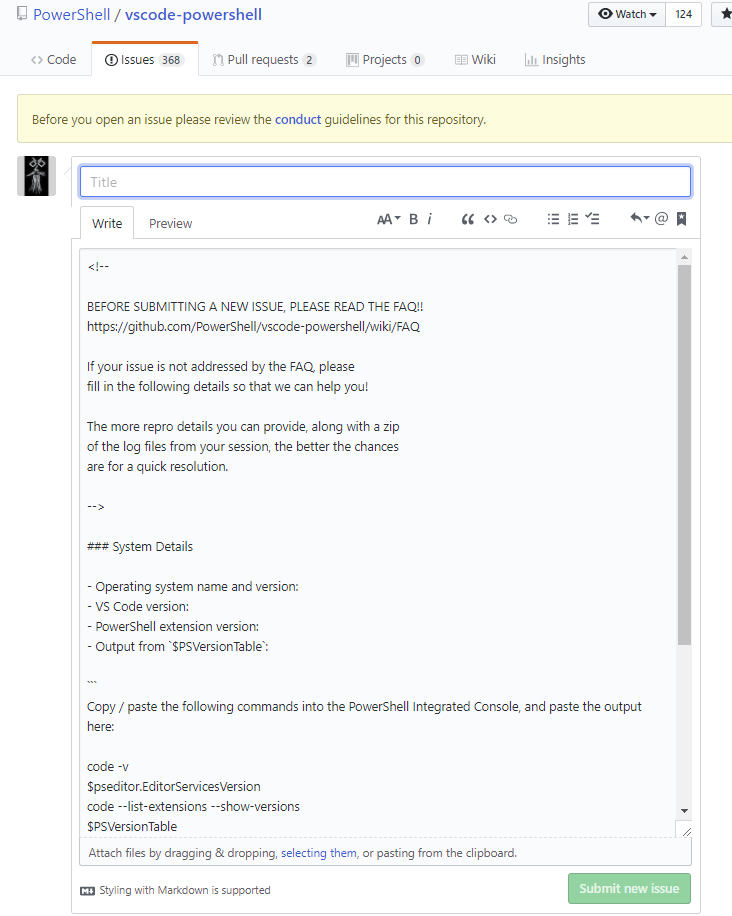 PowerShell / vscode-powershell
Watch 124
Code Issues 368 Pull requests 2 Projects 0 Wiki Insights
Before you open an issue please review the conduct guidelines for this repository.
Title
Write Preview AA B i
<!--
BEFORE SUBMITTING A NEW ISSUE, PLEASE READ THE FAQ!!
https://github.com/PowerShell/vscode-powershell/wiki/FAQ
If your issue is not addressed by the FAQ, please
fill in the following details so that we can help you!
The more repro details you can provide, along with a zip
of the log files from your session, the better the chances
are for a quick resolution.
-->
### System Details
- Operating system name and version:
- VS Code version:
- PowerShell extension version:
- Output from `$PSVersionTable`:
```
Copy / paste the following commands into the PowerShell Integrated Console, and paste the output
here:
code -v
$pseditor.EditorServicesVersion
code --list-extensions --show-versions
$PSVersionTable
Attach files by dragging & dropping, selecting them, or pasting from the clipboard.
Styling with Markdown is supported
Submit new issue